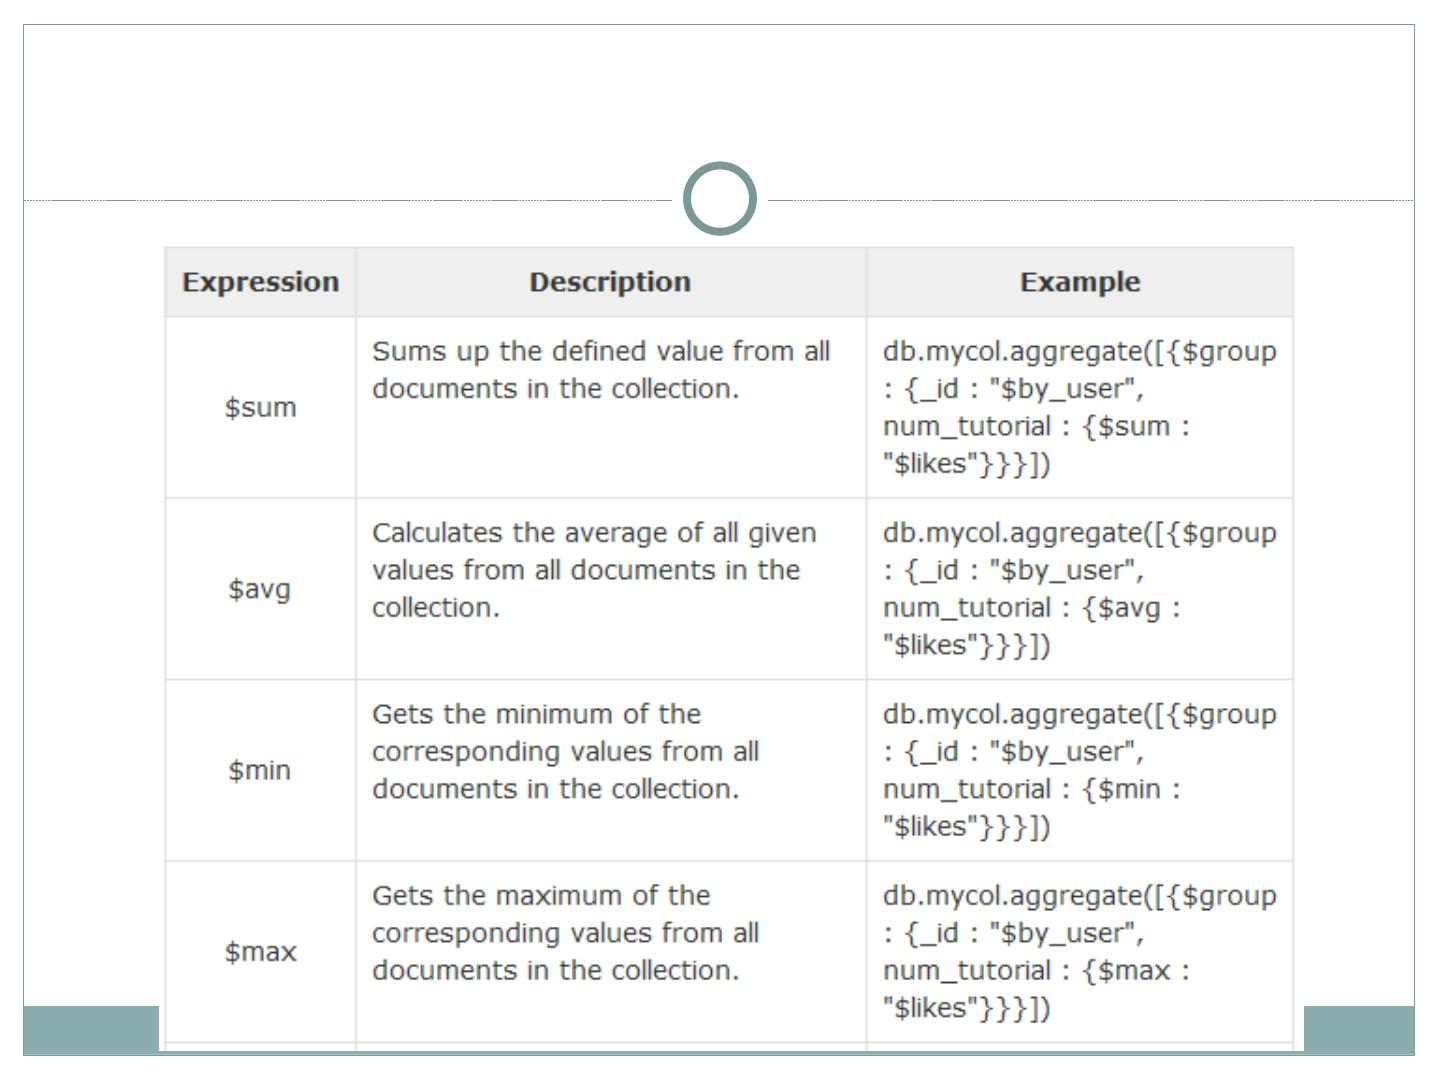 Expression Description Example
$sum
Sums up the defined value from all
documents in the collection.
db.mycol.aggregate([{$group
: {_id : "$by_user",
num_tutorial : {$sum :
"$likes"}}}])
$avg
Calculates the average of all given
values from all documents in the
collection.
db.mycol.aggregate([{$group
: {_id : "$by_user",
num_tutorial : {$avg :
"$likes"}}}])
$min
Gets the minimum of the
corresponding values from all
documents in the collection.
db.mycol.aggregate([{$group
: {_id : "$by_user",
num_tutorial : {$min :
"$likes"}}}])
$max
Gets the maximum of the
corresponding values from all
documents in the collection.
db.mycol.aggregate([{$group
: {_id : "$by_user",
num_tutorial : {$max :
"$likes"}}}])